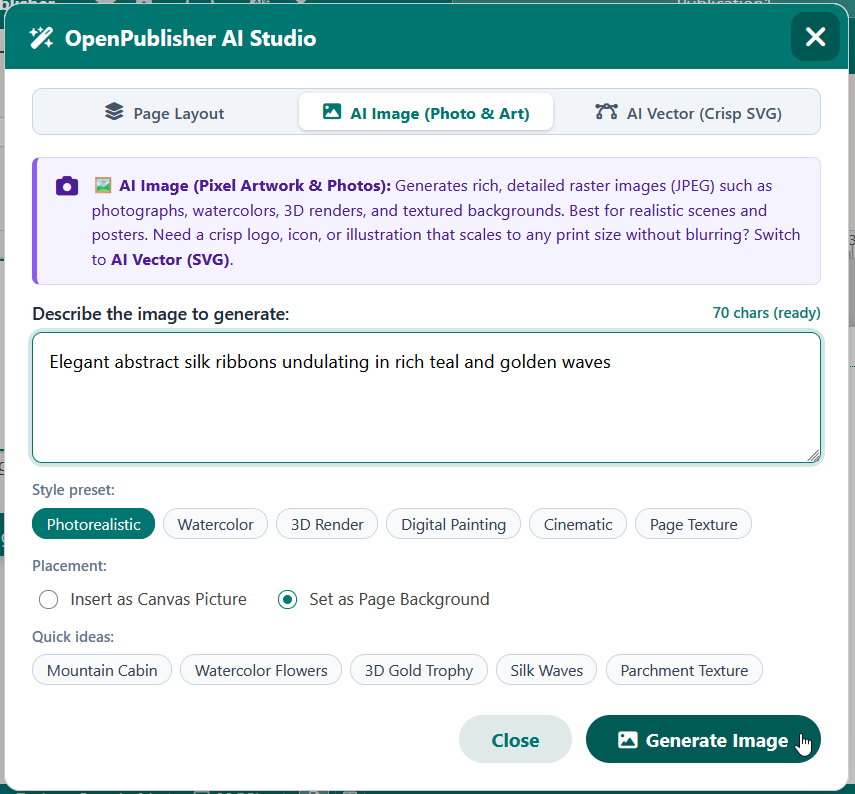 OpenPublisher AI Studio
Page Layout
AI Image (Photo & Art)
AI Vector (Crisp SVG)
🖼️ AI Image (Pixel Artwork & Photos): Generates rich, detailed raster images (JPEG) such as
photographs, watercolors, 3D renders, and textured backgrounds. Best for realistic scenes and
posters. Need a crisp logo, icon, or illustration that scales to any print size without blurring? Switch
to AI Vector (SVG).
Describe the image to generate:
70 chars (ready)
Elegant abstract silk ribbons undulating in rich teal and golden waves
Style preset:
Photorealistic
Watercolor
3D Render
Digital Painting
Cinematic
Page Texture
Placement:
Insert as Canvas Picture
Set as Page Background
Quick ideas:
Mountain Cabin
Watercolor Flowers
3D Gold Trophy
Silk Waves
Parchment Texture
Close
Generate Image